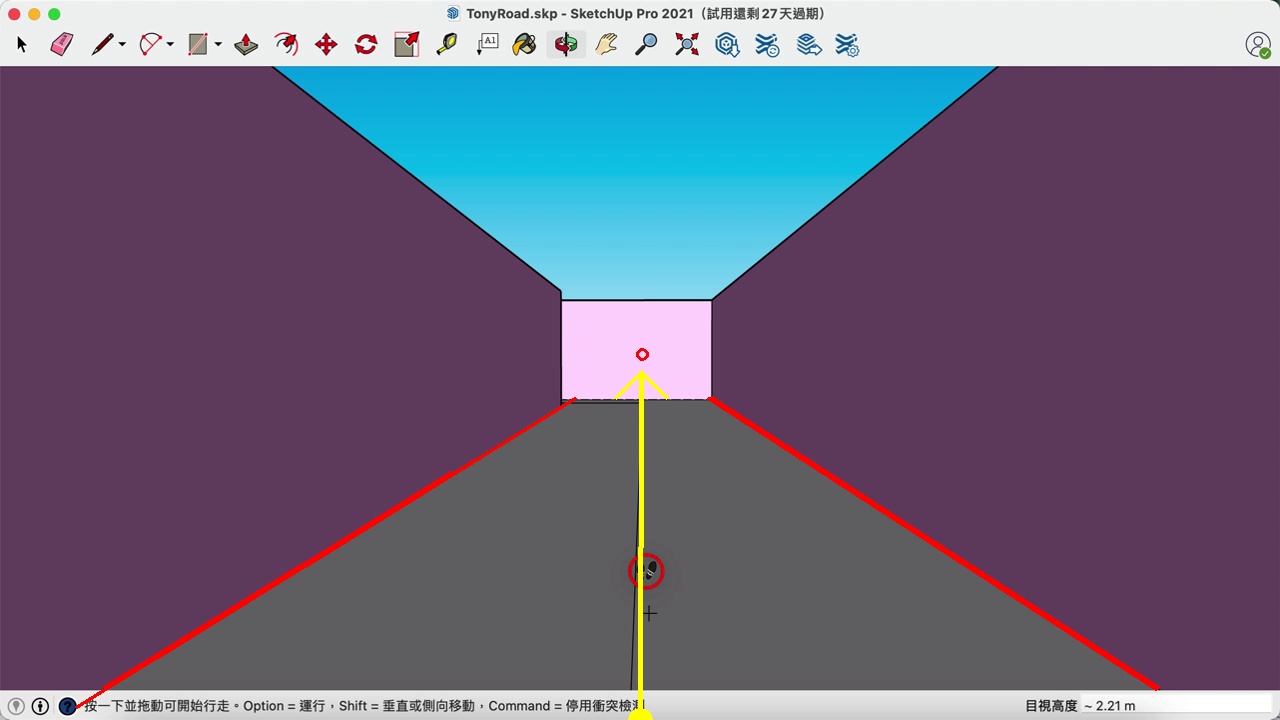 TonyRoad.skp - SketchUp Pro 2021（試用還剩 27 天過期）
A1
按一下並拖動可開始行走。Option = 運行，Shift = 垂直或側向移動，Command = 停用衝突檢測
目視高度 ~ 2.21 m